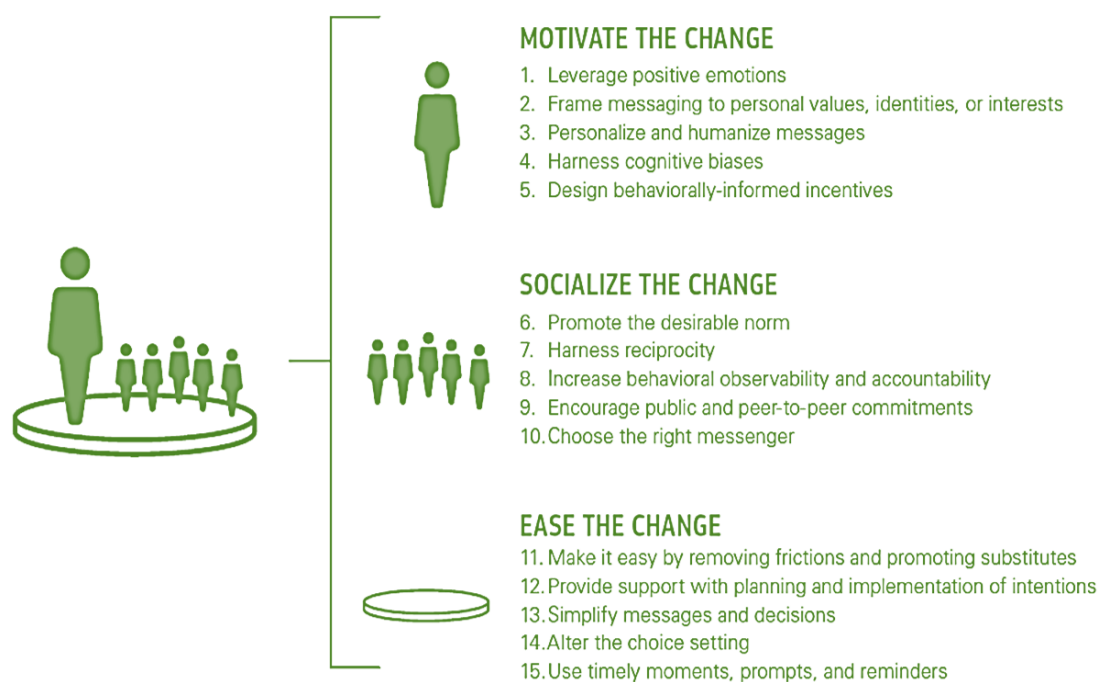 MOTIVATE THE CHANGE
1. Leverage positive emotions
2. Frame messaging to personal values, identities, or interests
3. Personalize and humanize messages
4. Harness cognitive biases
5. Design behaviorally-informed incentives
SOCIALIZE THE CHANGE
6. Promote the desirable norm
7. Harness reciprocity
8. Increase behavioral observability and accountability
9. Encourage public and peer-to-peer commitments
10. Choose the right messenger
EASE THE CHANGE
11. Make it easy by removing frictions and promoting substitutes
12. Provide support with planning and implementation of intentions
13. Simplify messages and decisions
14. Alter the choice setting
15. Use timely moments, prompts, and reminders